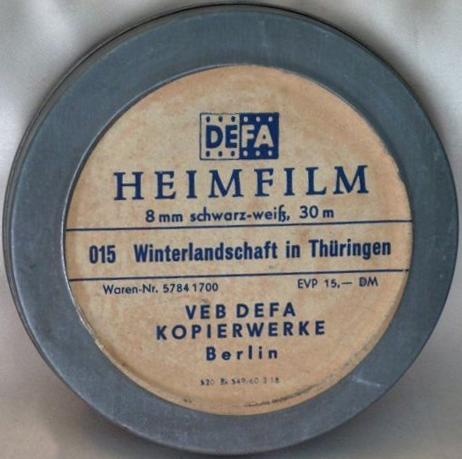 DEFA
HEIMFILM
8 mm schwarz-weiß, 30 m
015 Winterlandschaft in Thüringen
Waren-Nr. 5784 1700 EVP 15,— DM
VEB DEFA
KOPIERWERKE
Berlin